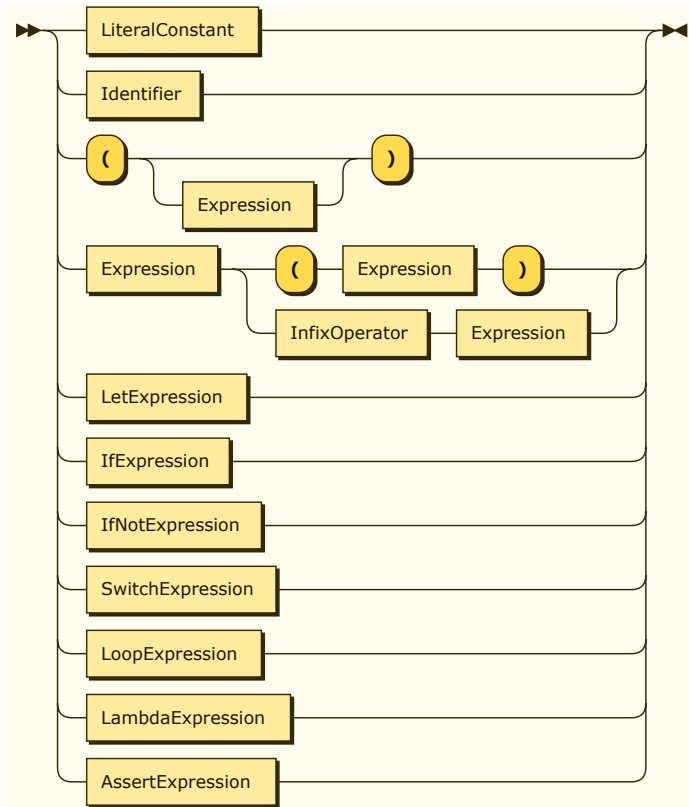 LiteralConstant
Identifier
( )
Expression
Expression ( Expression )
InfixOperator Expression
LetExpression
IfExpression
IfNotExpression
SwitchExpression
LoopExpression
LambdaExpression
AssertExpression